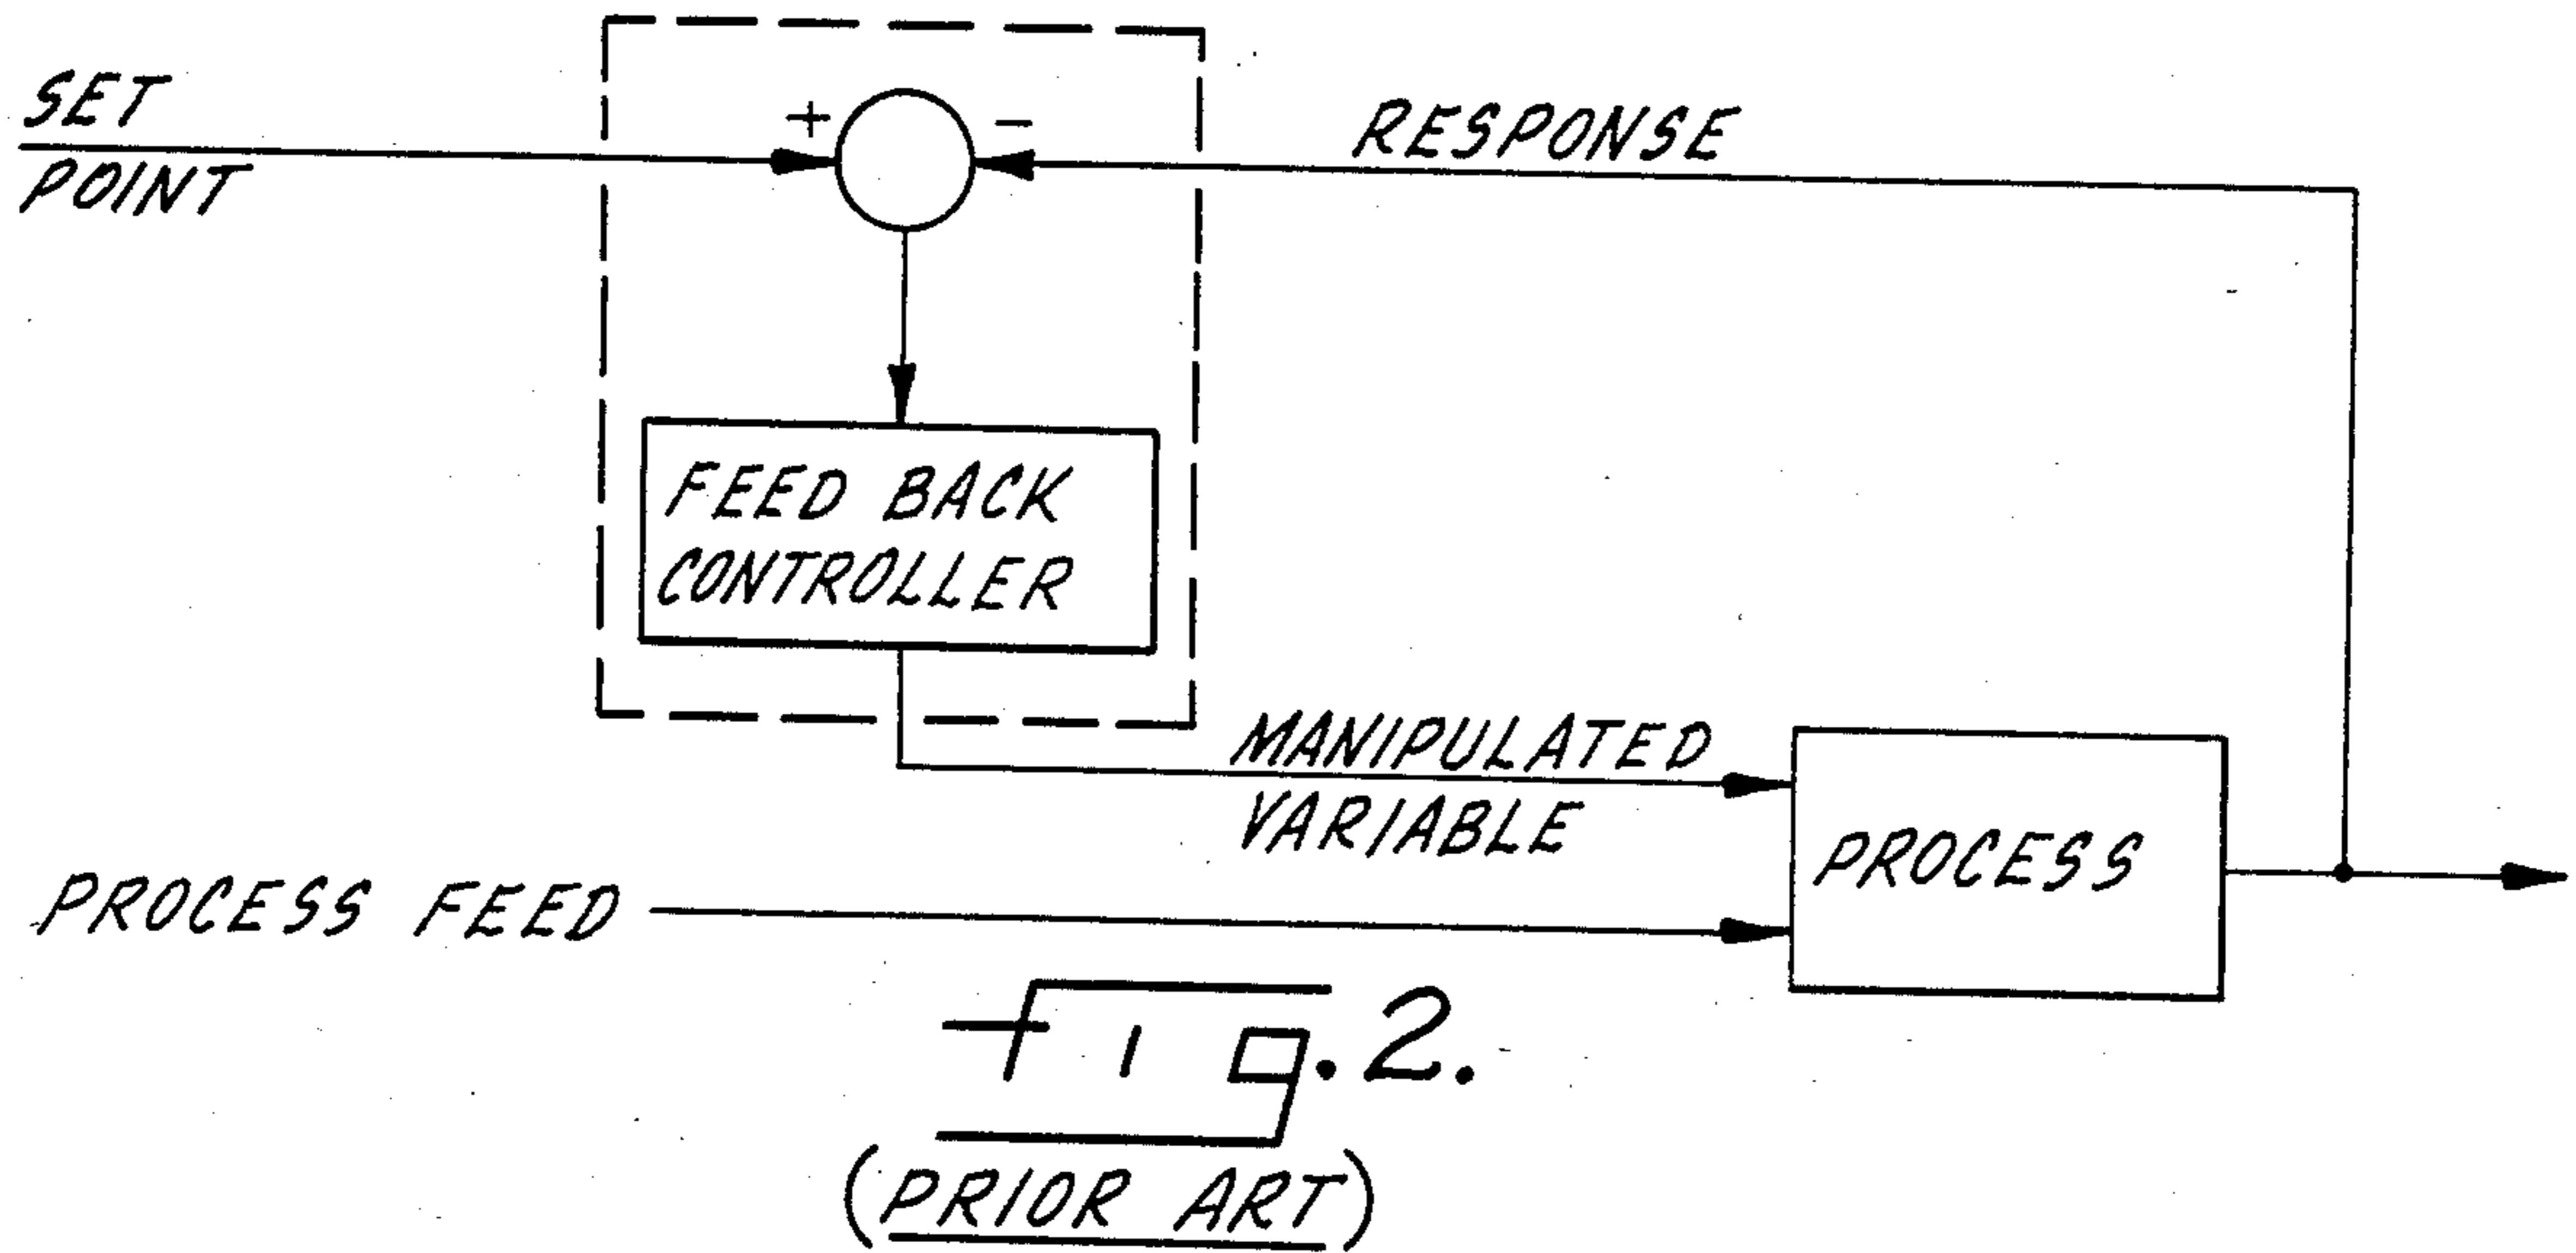 SET
POINT
+
−
RESPONSE
FEED BACK
CONTROLLER
MANIPULATED
VARIABLE
PROCESS
PROCESS FEED
Fig. 2.
(PRIOR ART)